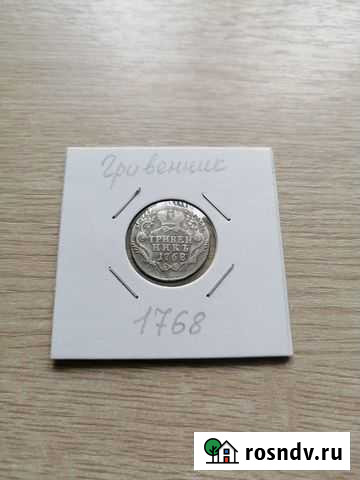 Гривенник
ГРИВЕН
НИКЪ
1768
1768
rosndv.ru